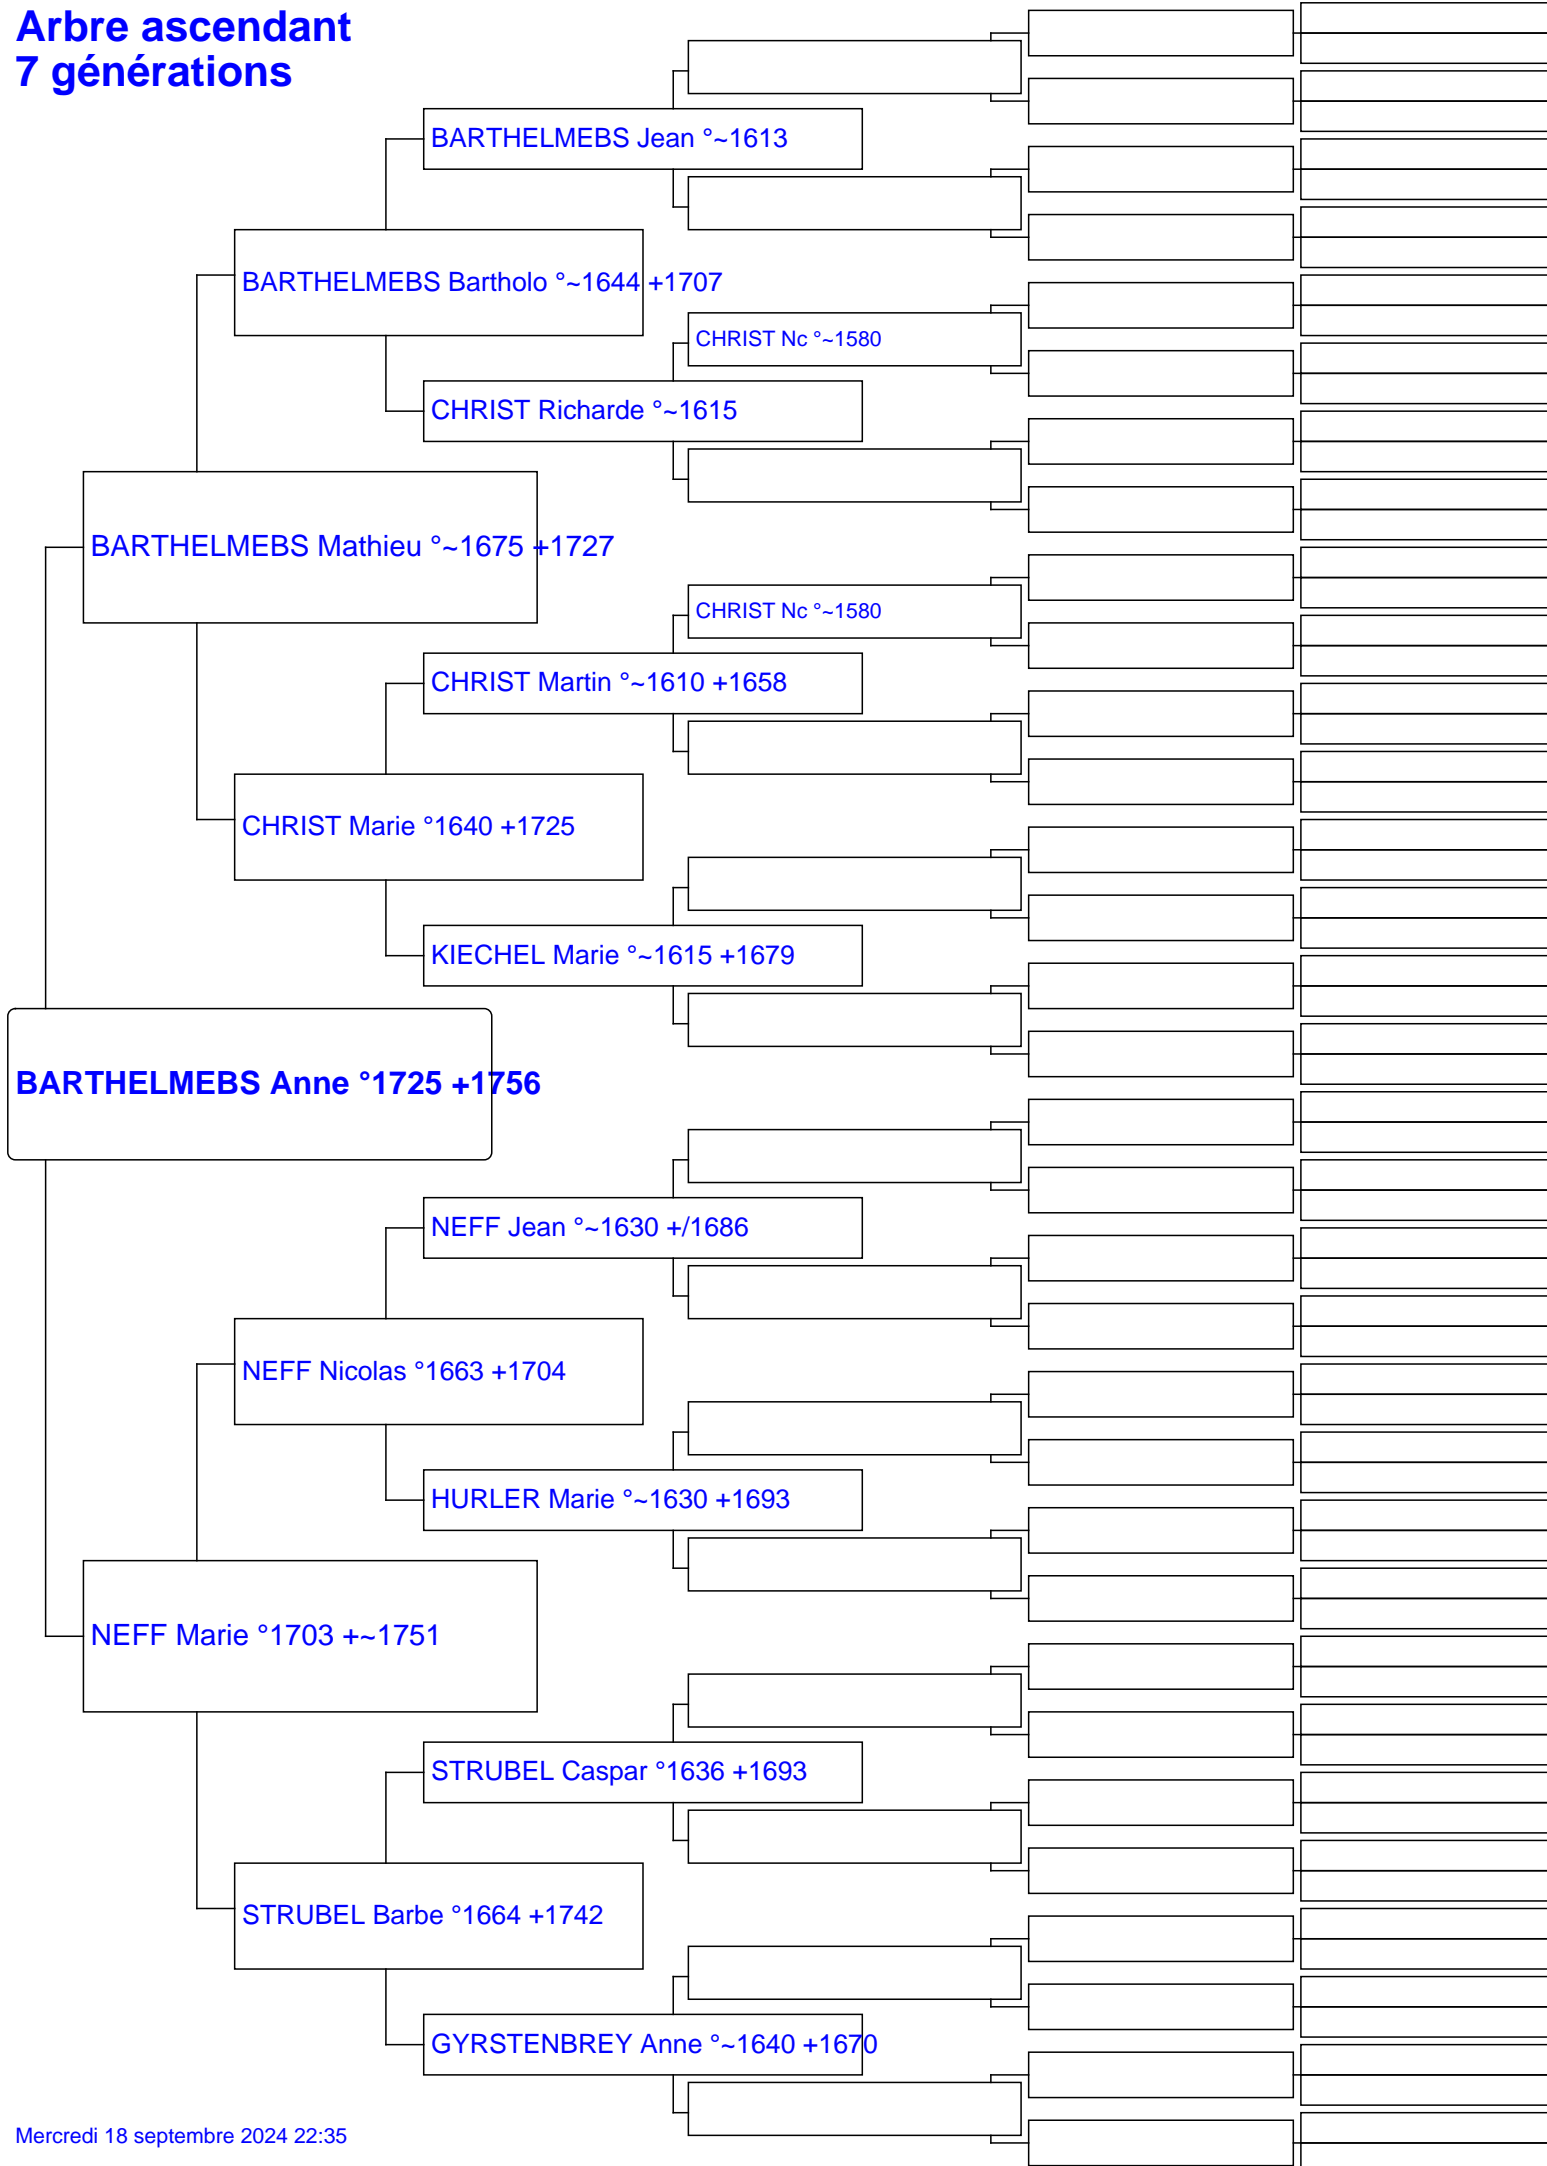 Arbre ascendant
7 générations
BARTHELMEBS Jean °~1613
BARTHELMEBS Bartholo °~1644 +1707
CHRIST Nc °~1580
CHRIST Richarde °~1615
BARTHELMEBS Mathieu °~1675 +1727
CHRIST Nc °~1580
CHRIST Martin °~1610 +1658
CHRIST Marie °1640 +1725
KIECHEL Marie °~1615 +1679
BARTHELMEBS Anne °1725 +1756
NEFF Jean °~1630 +/1686
NEFF Nicolas °1663 +1704
HURLER Marie °~1630 +1693
NEFF Marie °1703 +~1751
STRUBEL Caspar °1636 +1693
STRUBEL Barbe °1664 +1742
GYRSTENBREY Anne °~1640 +1670
Mercredi 18 septembre 2024 22:35